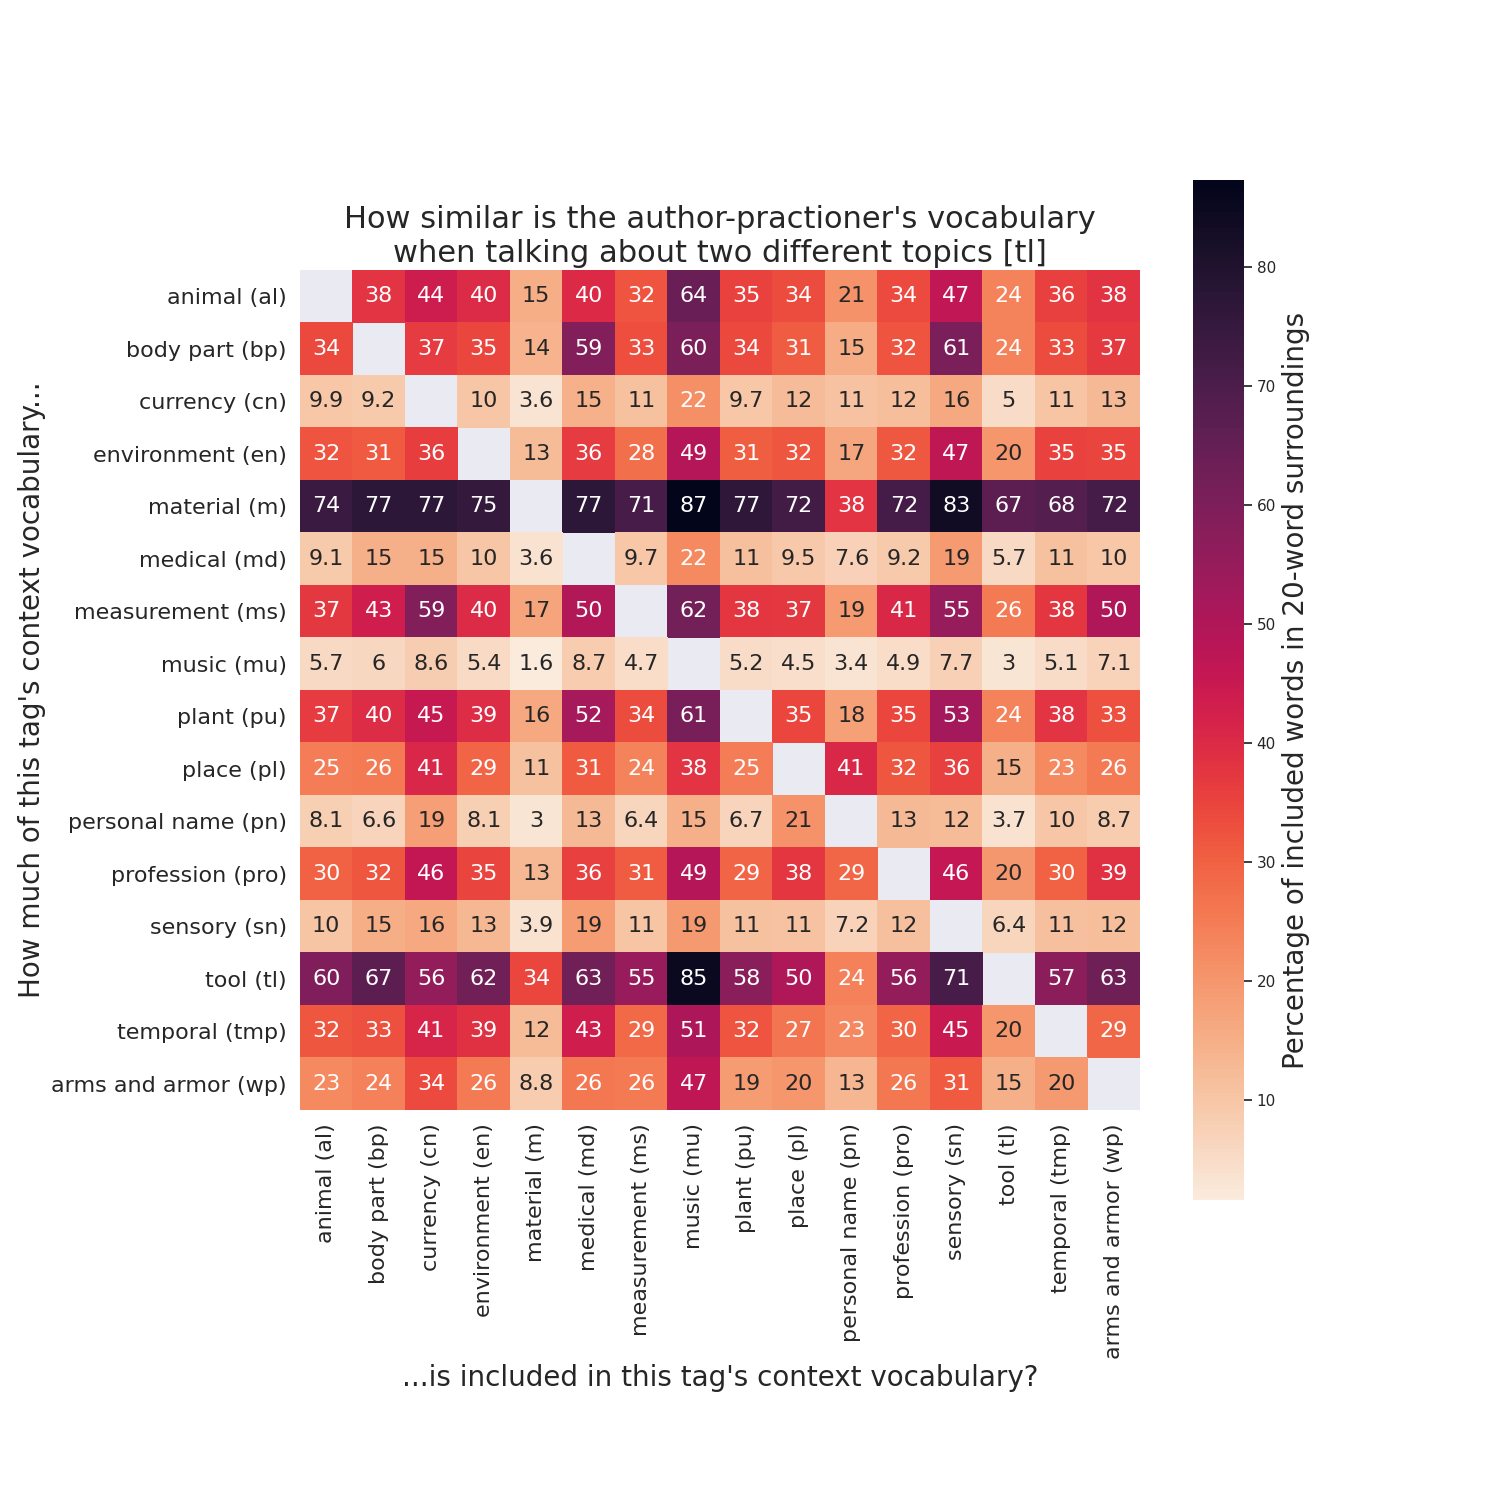 How similar is the author-practioner's vocabulary
when talking about two different topics [tl]
How much of this tag's context vocabulary...
animal (al) 38 44 40 15 40 32 64 35 34 21 34 47 24 36 38
body part (bp) 34 37 35 14 59 33 60 34 31 15 32 61 24 33 37
currency (cn) 9.9 9.2 10 3.6 15 11 22 9.7 12 11 12 16 5 11 13
environment (en) 32 31 36 13 36 28 49 31 32 17 32 47 20 35 35
material (m) 74 77 77 75 77 71 87 77 72 38 72 83 67 68 72
medical (md) 9.1 15 15 10 3.6 9.7 22 11 9.5 7.6 9.2 19 5.7 11 10
measurement (ms) 37 43 59 40 17 50 62 38 37 19 41 55 26 38 50
music (mu) 5.7 6 8.6 5.4 1.6 8.7 4.7 5.2 4.5 3.4 4.9 7.7 3 5.1 7.1
plant (pu) 37 40 45 39 16 52 34 61 35 18 35 53 24 38 33
place (pl) 25 26 41 29 11 31 24 38 25 41 32 36 15 23 26
personal name (pn) 8.1 6.6 19 8.1 3 13 6.4 15 6.7 21 13 12 3.7 10 8.7
profession (pro) 30 32 46 35 13 36 31 49 29 38 29 46 20 30 39
sensory (sn) 10 15 16 13 3.9 19 11 19 11 11 7.2 12 6.4 11 12
tool (tl) 60 67 56 62 34 63 55 85 58 50 24 56 71 57 63
temporal (tmp) 32 33 41 39 12 43 29 51 32 27 23 30 45 20 29
arms and armor (wp) 23 24 34 26 8.8 26 26 47 19 20 13 26 31 15 20
animal (al)
body part (bp)
currency (cn)
environment (en)
material (m)
medical (md)
measurement (ms)
music (mu)
plant (pu)
place (pl)
personal name (pn)
profession (pro)
sensory (sn)
tool (tl)
temporal (tmp)
arms and armor (wp)
...is included in this tag's context vocabulary?
80
70
60
50
40
30
20
10
Percentage of included words in 20-word surroundings